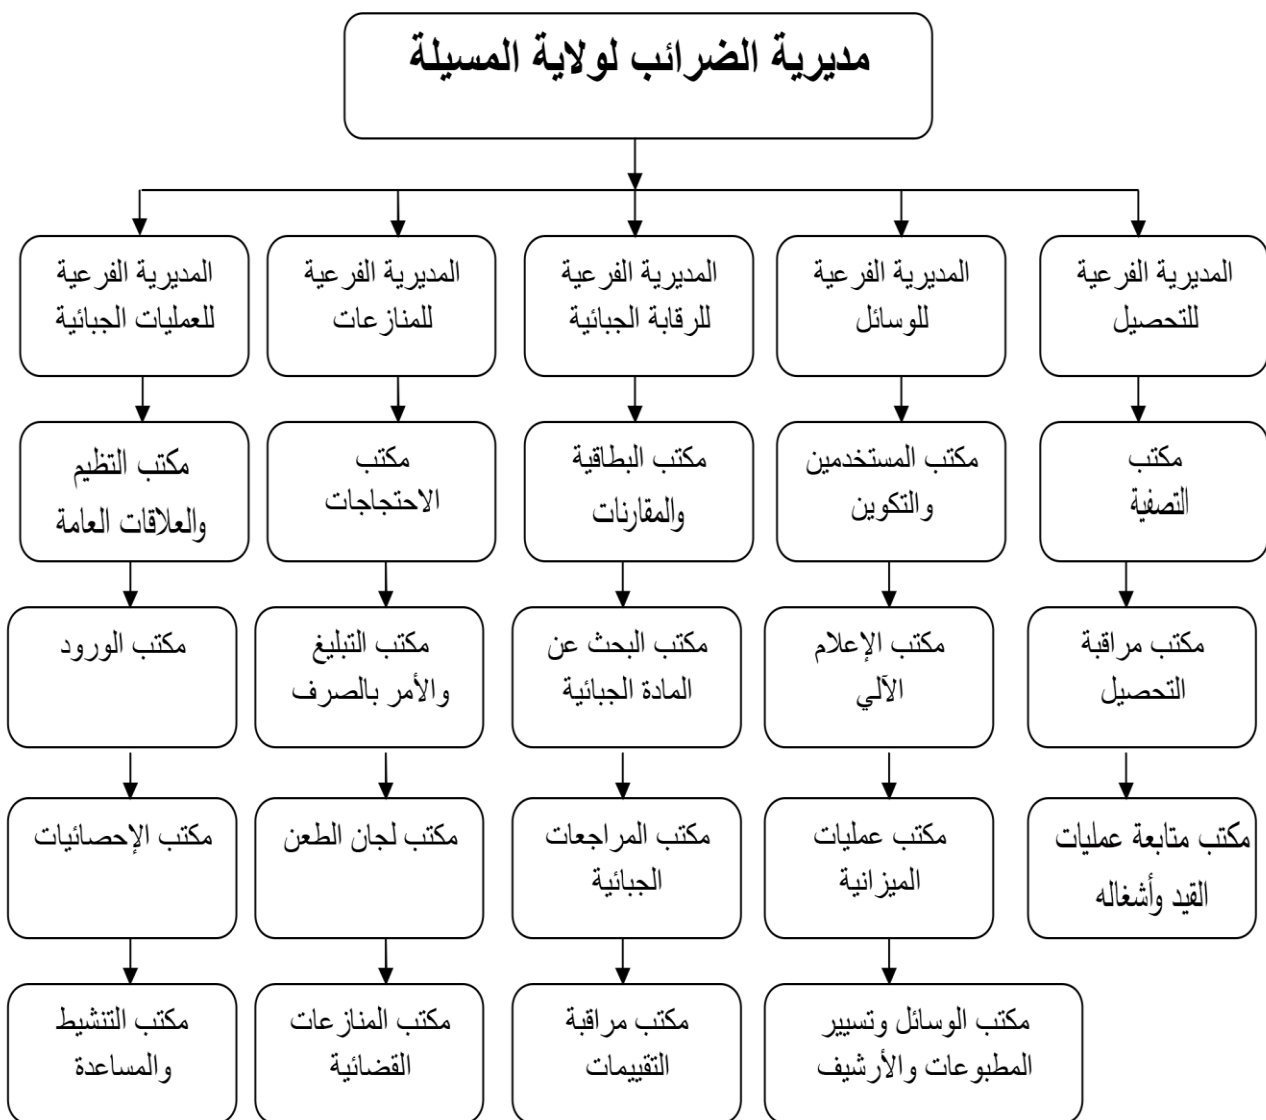 مديرية الضرائب لولاية المسيلة
المديرية الفرعية
للتحصيل
المديرية الفرعية
للوسائل
المديرية الفرعية
للرقابة الجبائية
المديرية الفرعية
للمنازعات
المديرية الفرعية
للعمليات الجبائية
مكتب
التصفية
مكتب المستخدمين
والتكوين
مكتب البطاقية
والمقارنات
مكتب
الاحتجاجات
مكتب التظيم
والعلاقات العامة
مكتب مراقبة
التحصيل
مكتب الإعلام
الآلي
مكتب البحث عن
المادة الجبائية
مكتب التبليغ
والأمر بالصرف
مكتب الورود
مكتب متابعة عمليات
القيد وأشغاله
مكتب عمليات
الميزانية
مكتب المراجعات
الجبائية
مكتب لجان الطعن
مكتب الإحصائيات
مكتب الوسائل وتسيير
المطبوعات والأرشيف
مكتب مراقبة
التقييمات
مكتب المنازعات
القضائية
مكتب التنشيط
والمساعدة